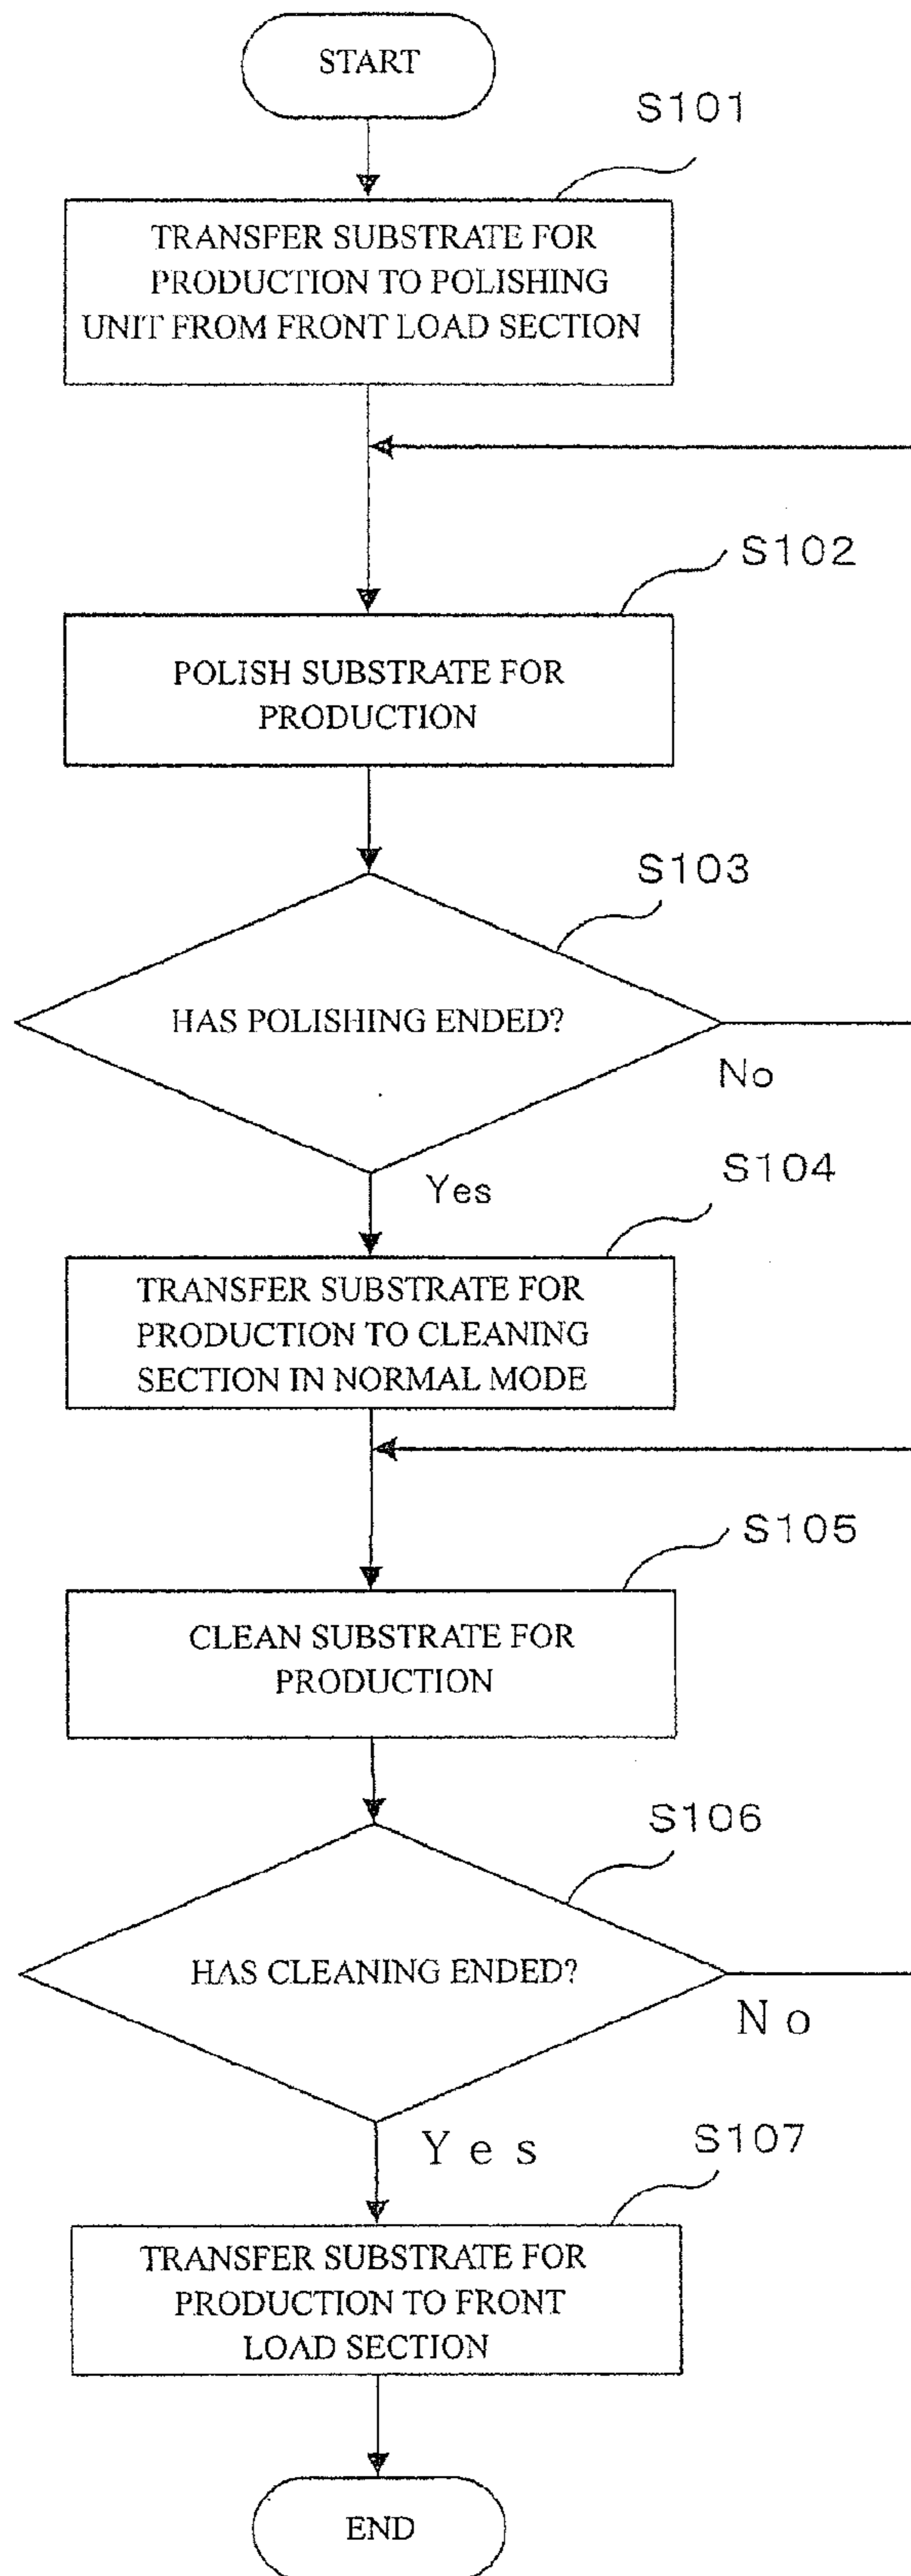 START
S101
TRANSFER SUBSTRATE FOR
PRODUCTION TO POLISHING
UNIT FROM FRONT LOAD SECTION
S102
POLISH SUBSTRATE FOR
PRODUCTION
S103
HAS POLISHING ENDED?
No
Yes
S104
TRANSFER SUBSTRATE FOR
PRODUCTION TO CLEANING
SECTION IN NORMAL MODE
S105
CLEAN SUBSTRATE FOR
PRODUCTION
S106
HAS CLEANING ENDED?
No
Yes
S107
TRANSFER SUBSTRATE FOR
PRODUCTION TO FRONT
LOAD SECTION
END